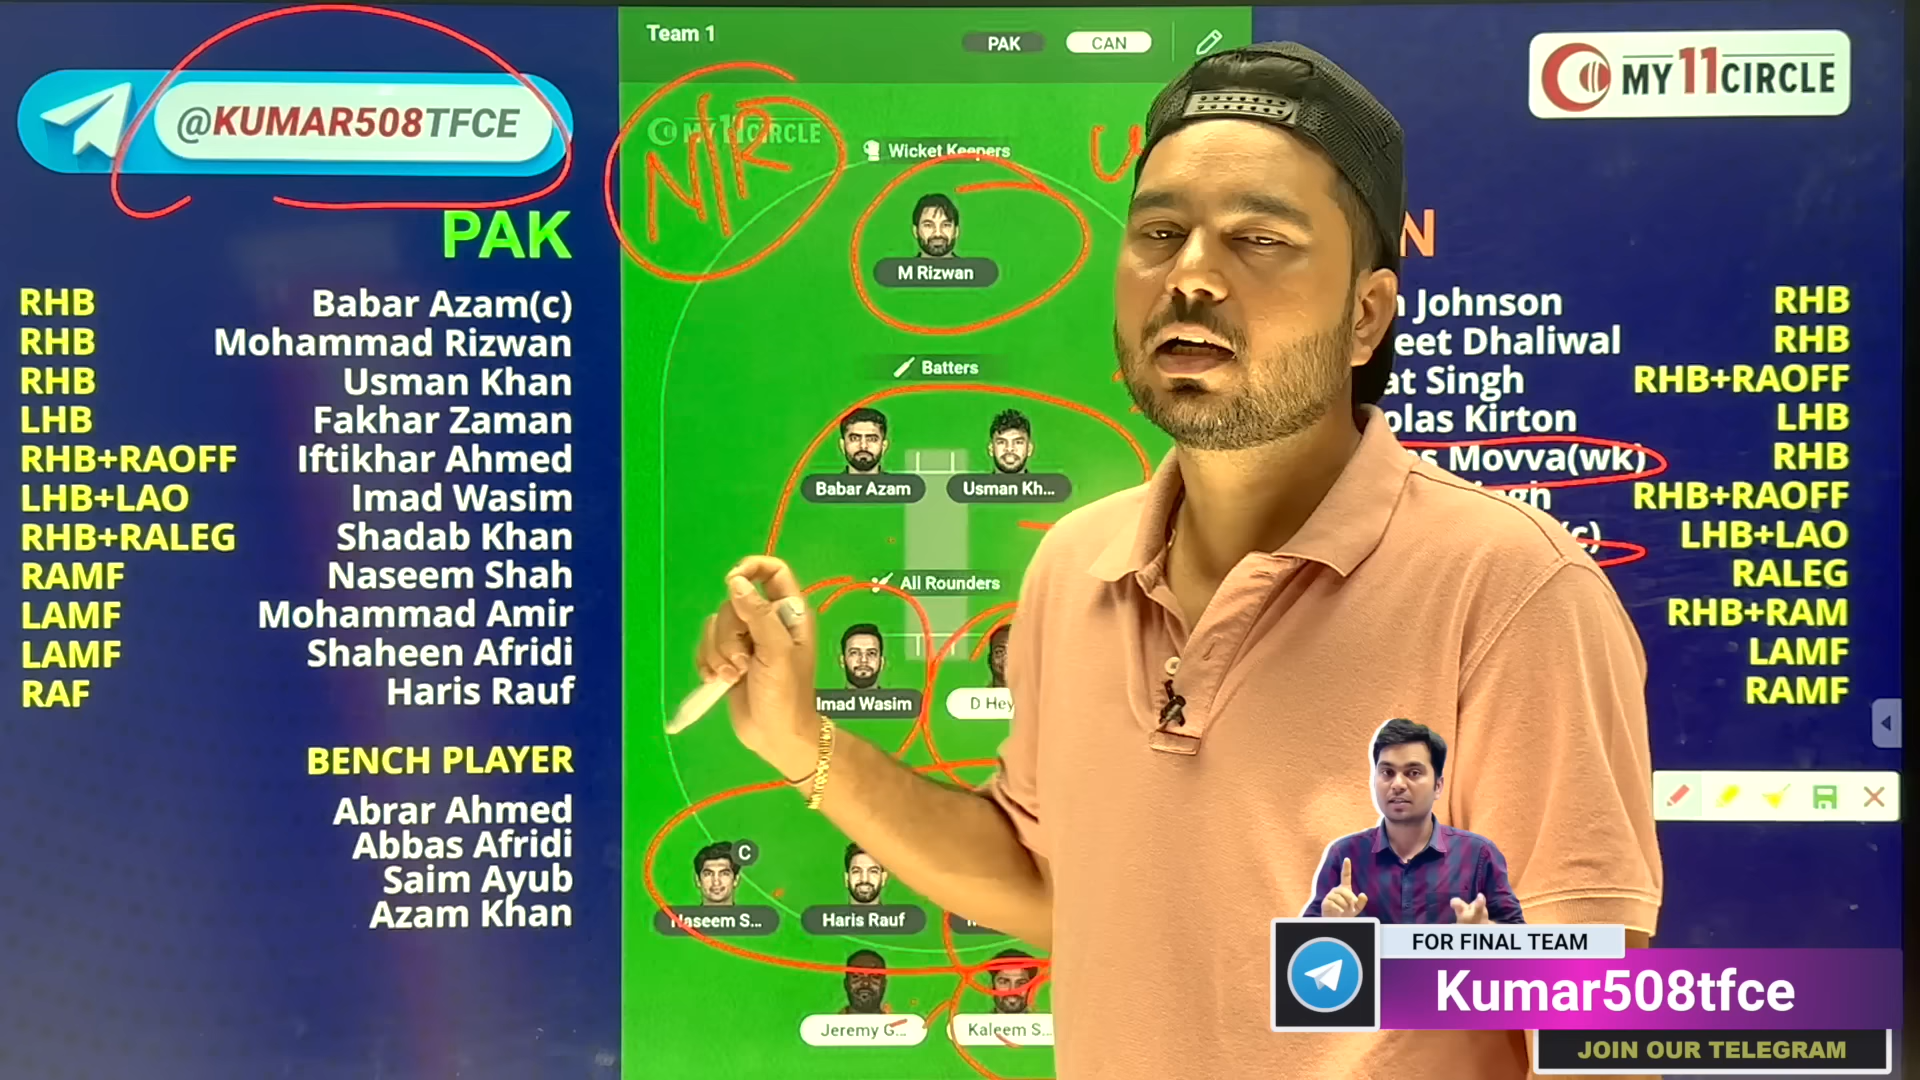 @KUMAR508TFCE
PAK
RHB Babar Azam(c)
RHB Mohammad Rizwan
RHB Usman Khan
LHB Fakhar Zaman
RHB+RAOFF Iftikhar Ahmed
LHB+LAO Imad Wasim
RHB+RALEG Shadab Khan
RAMF Naseem Shah
LAMF Mohammad Amir
LAMF Shaheen Afridi
RAF Haris Rauf
BENCH PLAYER
Abrar Ahmed
Abbas Afridi
Saim Ayub
Azam Khan
Team 1 PAK CAN
MY11CIRCLE
N/R
Wicket Keepers
M Rizwan
Batters
Babar Azam Usman Kh...
All Rounders
Imad Wasim D Hey
C
Naseem S... Haris Rauf
Jeremy G... Kaleem S...
MY11CIRCLE
N
Johnson RHB
eet Dhaliwal RHB
at Singh RHB+RAOFF
olas Kirton LHB
s Movva(wk) RHB
ngh RHB+RAOFF
(c) LHB+LAO
RALEG
RHB+RAM
LAMF
RAMF
FOR FINAL TEAM
Kumar508tfce
JOIN OUR TELEGRAM